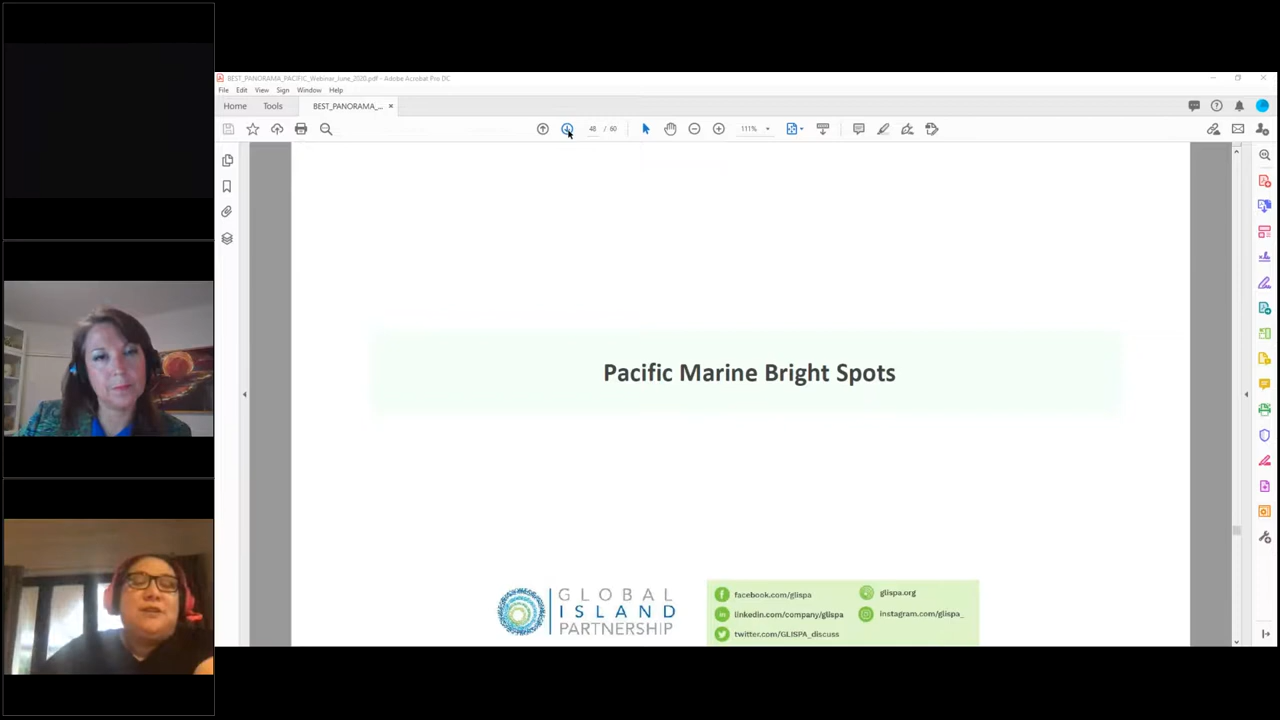 BEST_PANORAMA_PACIFIC_Webinar_June_2020.pdf - Adobe Acrobat Pro DC
File Edit View Sign Window Help
Home Tools BEST_PANORAMA_...
48 / 60 111%
Pacific Marine Bright Spots
GLOBAL
ISLAND
PARTNERSHIP
facebook.com/glispa
linkedin.com/company/glispa
twitter.com/GLISPA_discuss
glispa.org
instagram.com/glispa_